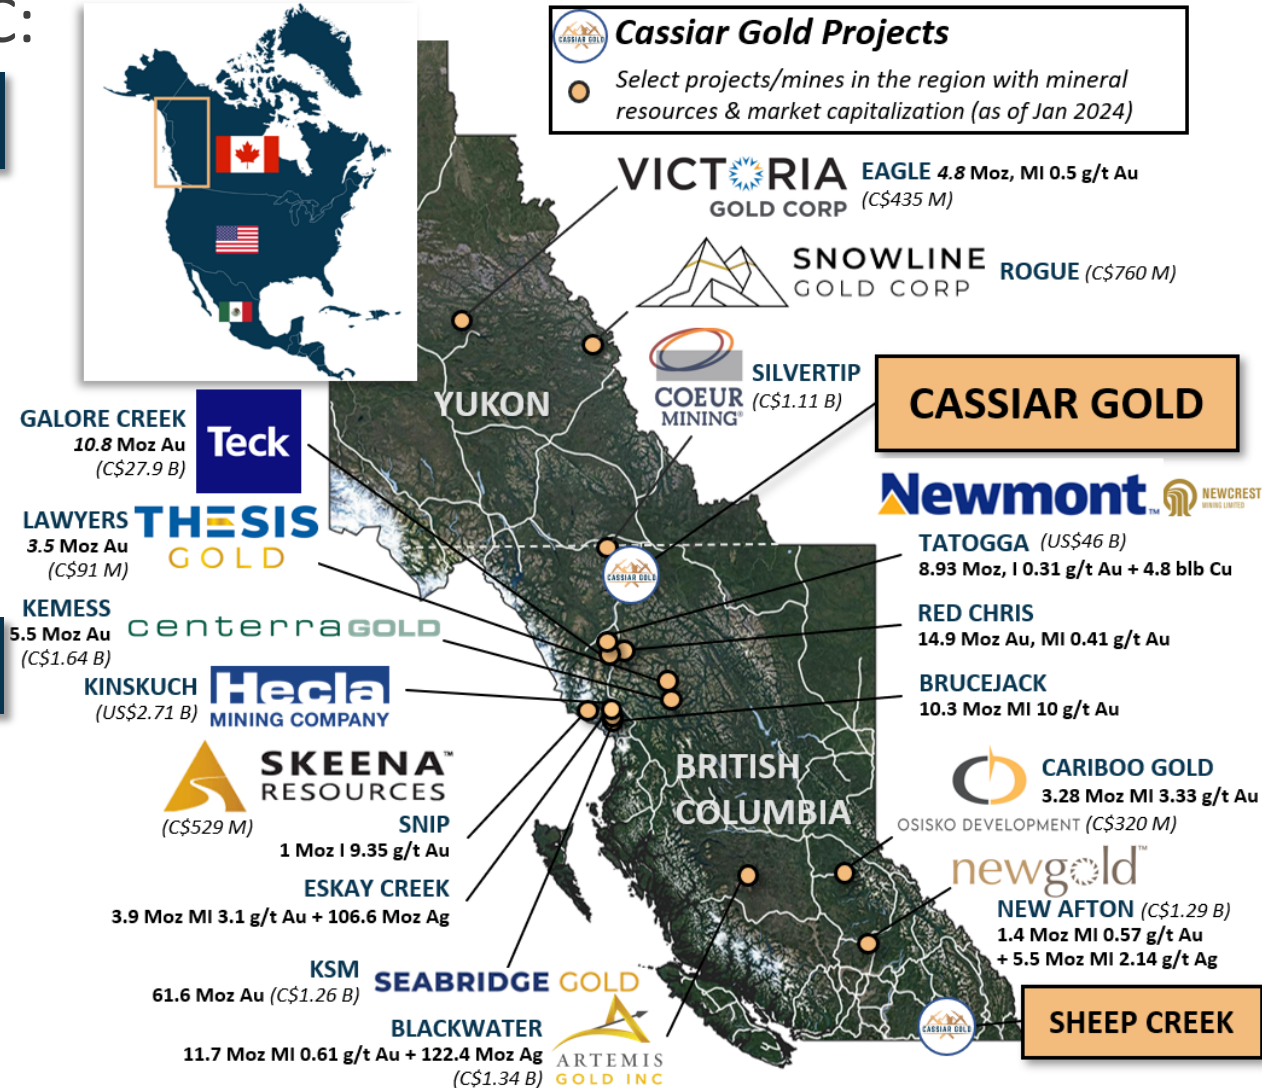 C:
Cassiar Gold Projects
CASSIAR GOLD
Select projects/mines in the region with mineral
resources & market capitalization (as of Jan 2024)
VICTORIA
GOLD CORP
EAGLE 4.8 Moz, MI 0.5 g/t Au
(C$435 M)
SNOWLINE
GOLD CORP
ROGUE (C$760 M)
COEUR
MINING®
SILVERTIP
(C$1.11 B)
CASSIAR GOLD
YUKON
GALORE CREEK
10.8 Moz Au
(C$27.9 B)
Teck
LAWYERS
3.5 Moz Au
(C$91 M)
THESIS
GOLD
KEMESS
5.5 Moz Au
(C$1.64 B)
centerra GOLD
KINSKUCH
(US$2.71 B)
Hecla
MINING COMPANY
SKEENA™
RESOURCES
(C$529 M)
SNIP
1 Moz I 9.35 g/t Au
ESKAY CREEK
3.9 Moz MI 3.1 g/t Au + 106.6 Moz Ag
KSM
61.6 Moz Au (C$1.26 B)
SEABRIDGE GOLD
BLACKWATER
11.7 Moz MI 0.61 g/t Au + 122.4 Moz Ag
(C$1.34 B)
ARTEMIS
GOLD INC
CASSIAR GOLD
Newmont™
NEWCREST
MINING LIMITED
TATOGGA (US$46 B)
8.93 Moz, I 0.31 g/t Au + 4.8 blb Cu
RED CHRIS
14.9 Moz Au, MI 0.41 g/t Au
BRUCEJACK
10.3 Moz MI 10 g/t Au
BRITISH
COLUMBIA
CARIBOO GOLD
3.28 Moz MI 3.33 g/t Au
OSISKO DEVELOPMENT (C$320 M)
newgold™
NEW AFTON (C$1.29 B)
1.4 Moz MI 0.57 g/t Au
+ 5.5 Moz MI 2.14 g/t Ag
CASSIAR GOLD
SHEEP CREEK